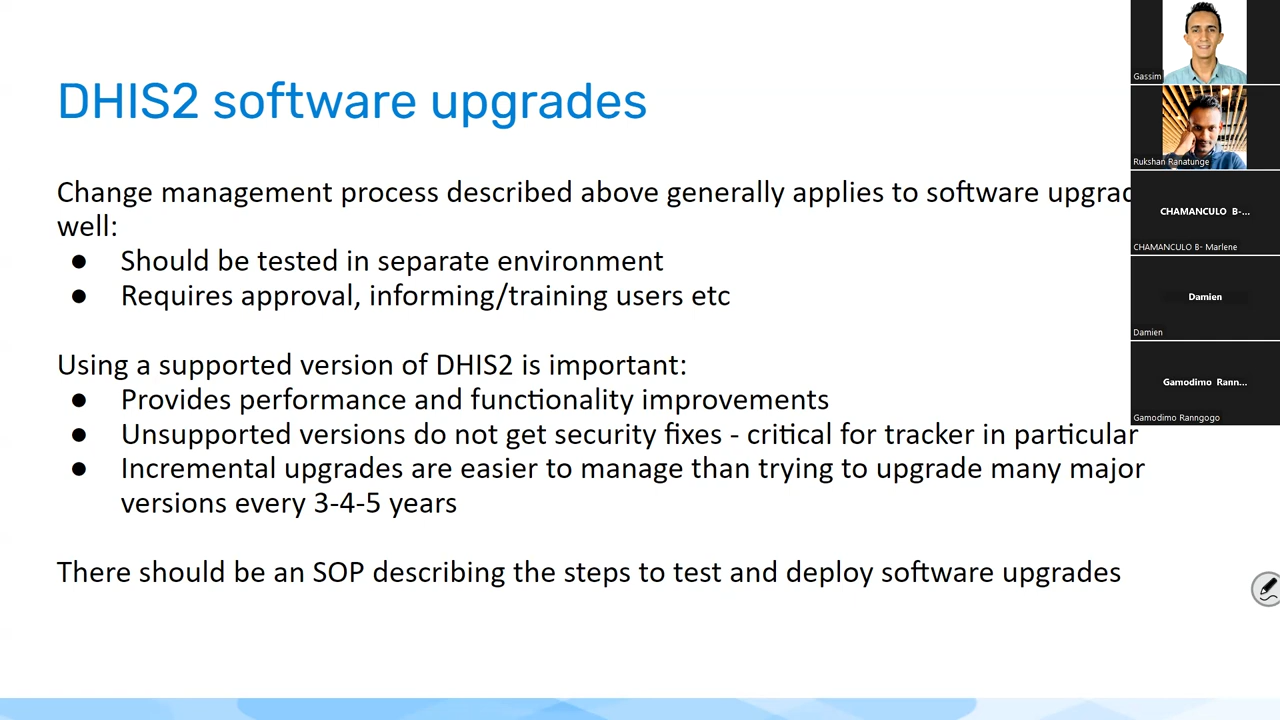 DHIS2 software upgrades
Change management process described above generally applies to software upgrad
well:
● Should be tested in separate environment
● Requires approval, informing/training users etc
Using a supported version of DHIS2 is important:
● Provides performance and functionality improvements
● Unsupported versions do not get security fixes - critical for tracker in particular
● Incremental upgrades are easier to manage than trying to upgrade many major
versions every 3-4-5 years
There should be an SOP describing the steps to test and deploy software upgrades
Gassim
Rukshan Ranatunge
CHAMANCULO B-...
CHAMANCULO B- Marlene
Damien
Damien
Gamodimo Rann...
Gamodimo Ranngogo